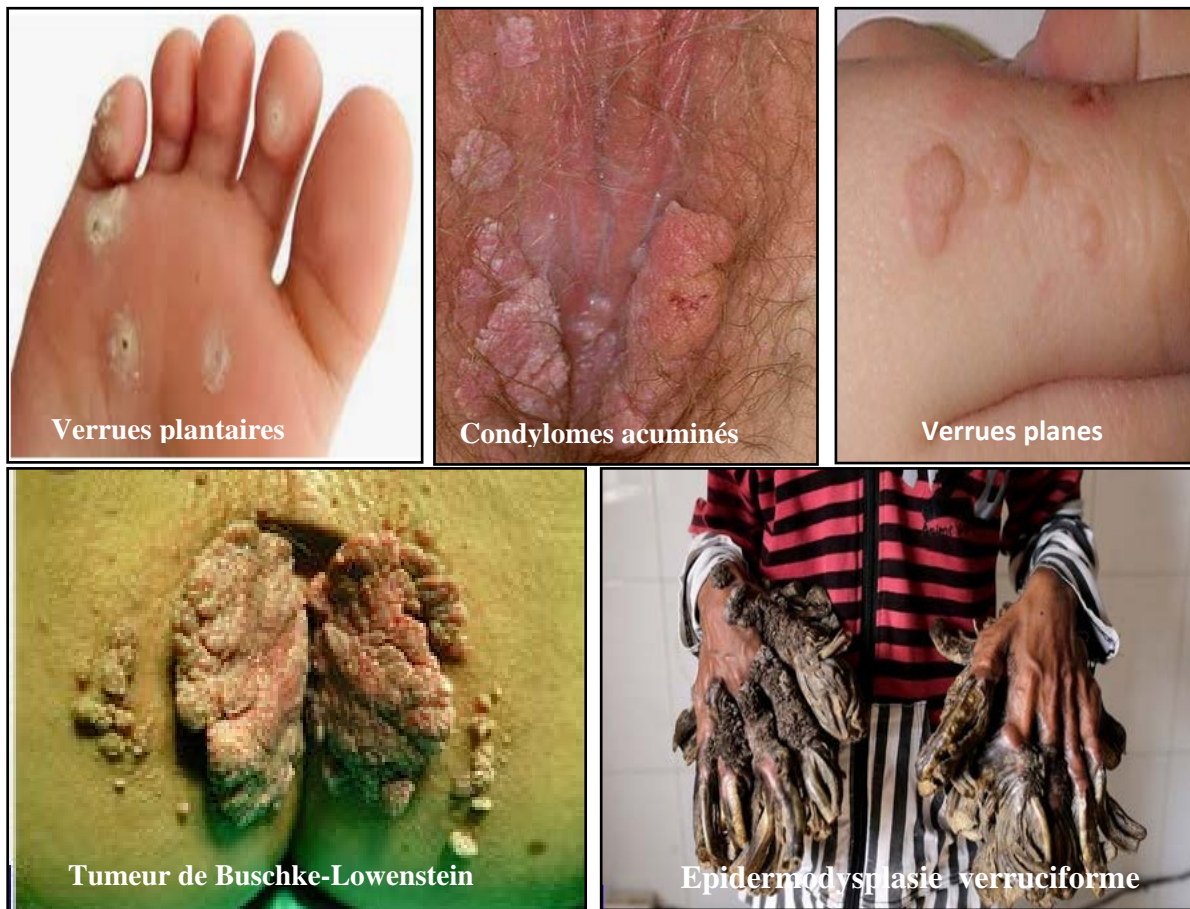 Verrues plantaires
Condylomes acuminés
Verrues planes
Tumeur de Buschke-Lowenstein
Epidermodysplasie verruciforme